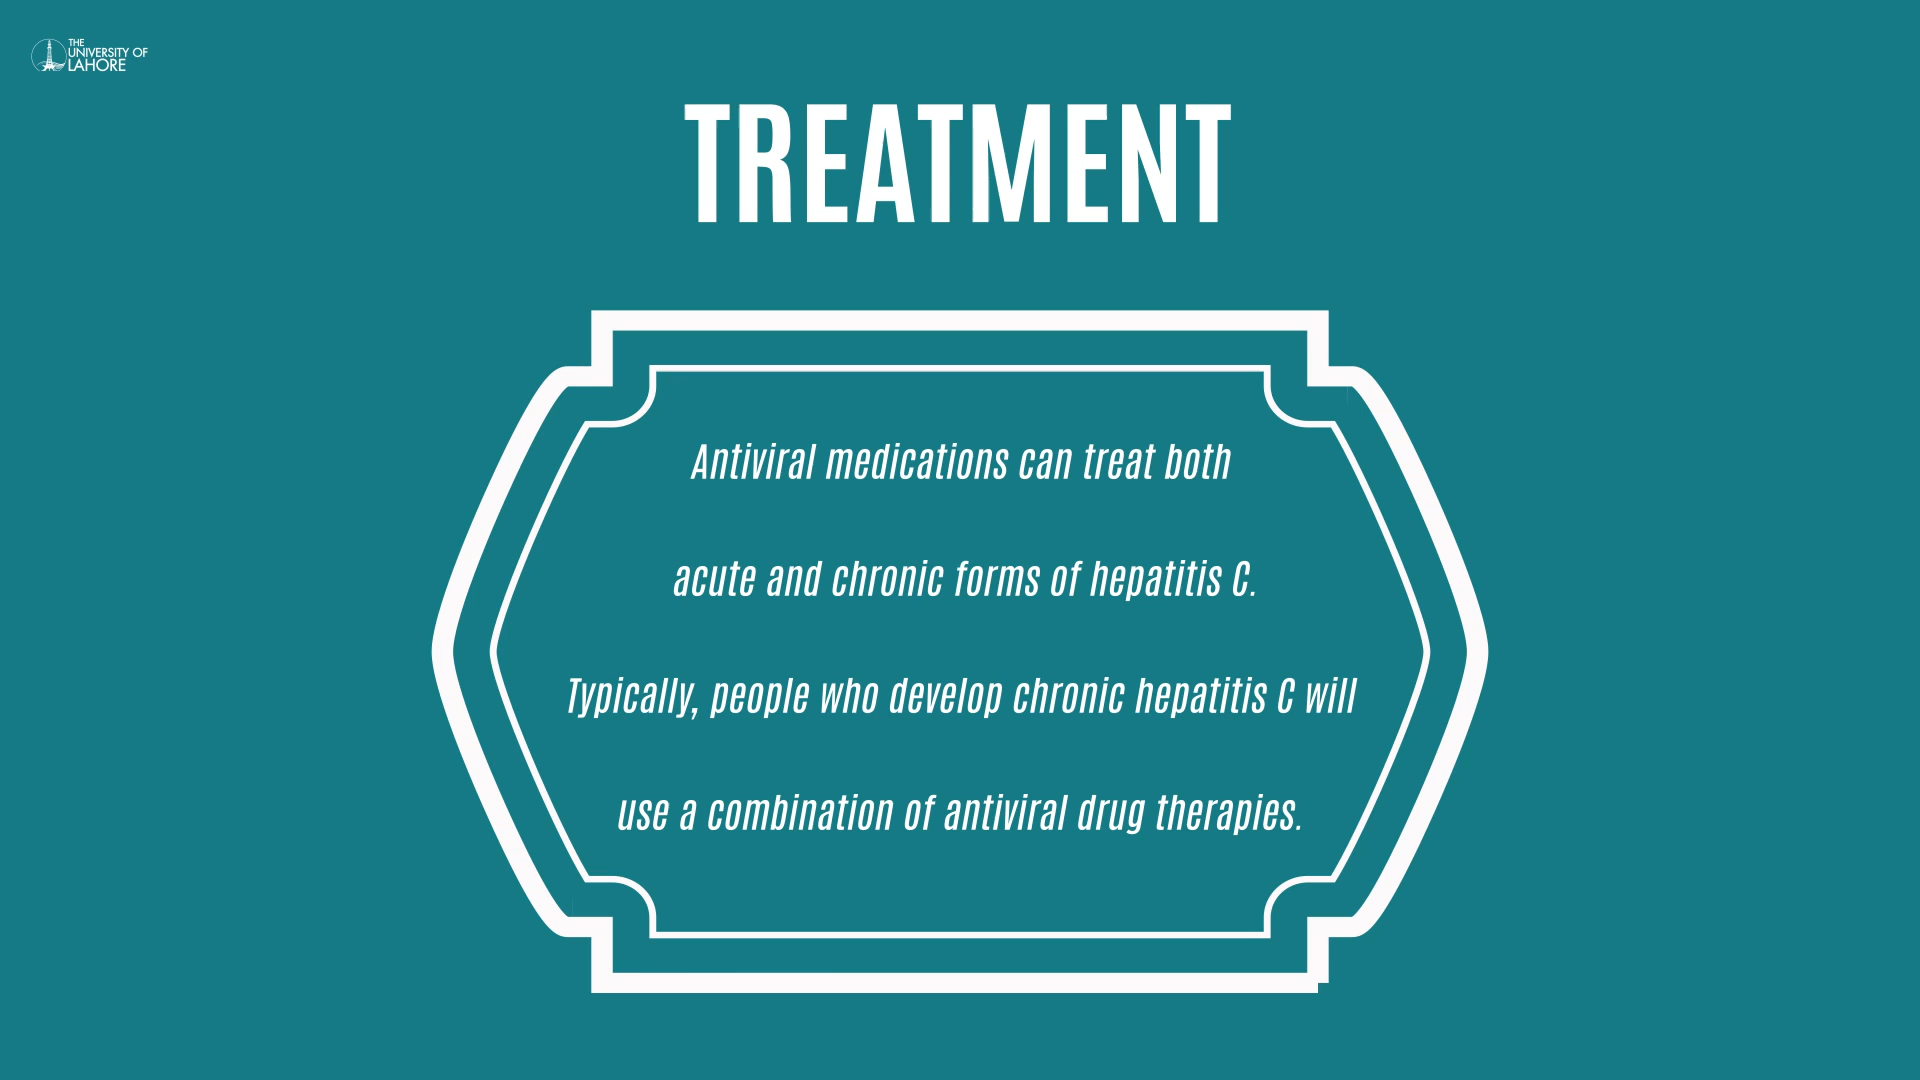 THE
UNIVERSITY OF
LAHORE
TREATMENT
Antiviral medications can treat both
acute and chronic forms of hepatitis C.
Typically, people who develop chronic hepatitis C will
use a combination of antiviral drug therapies.